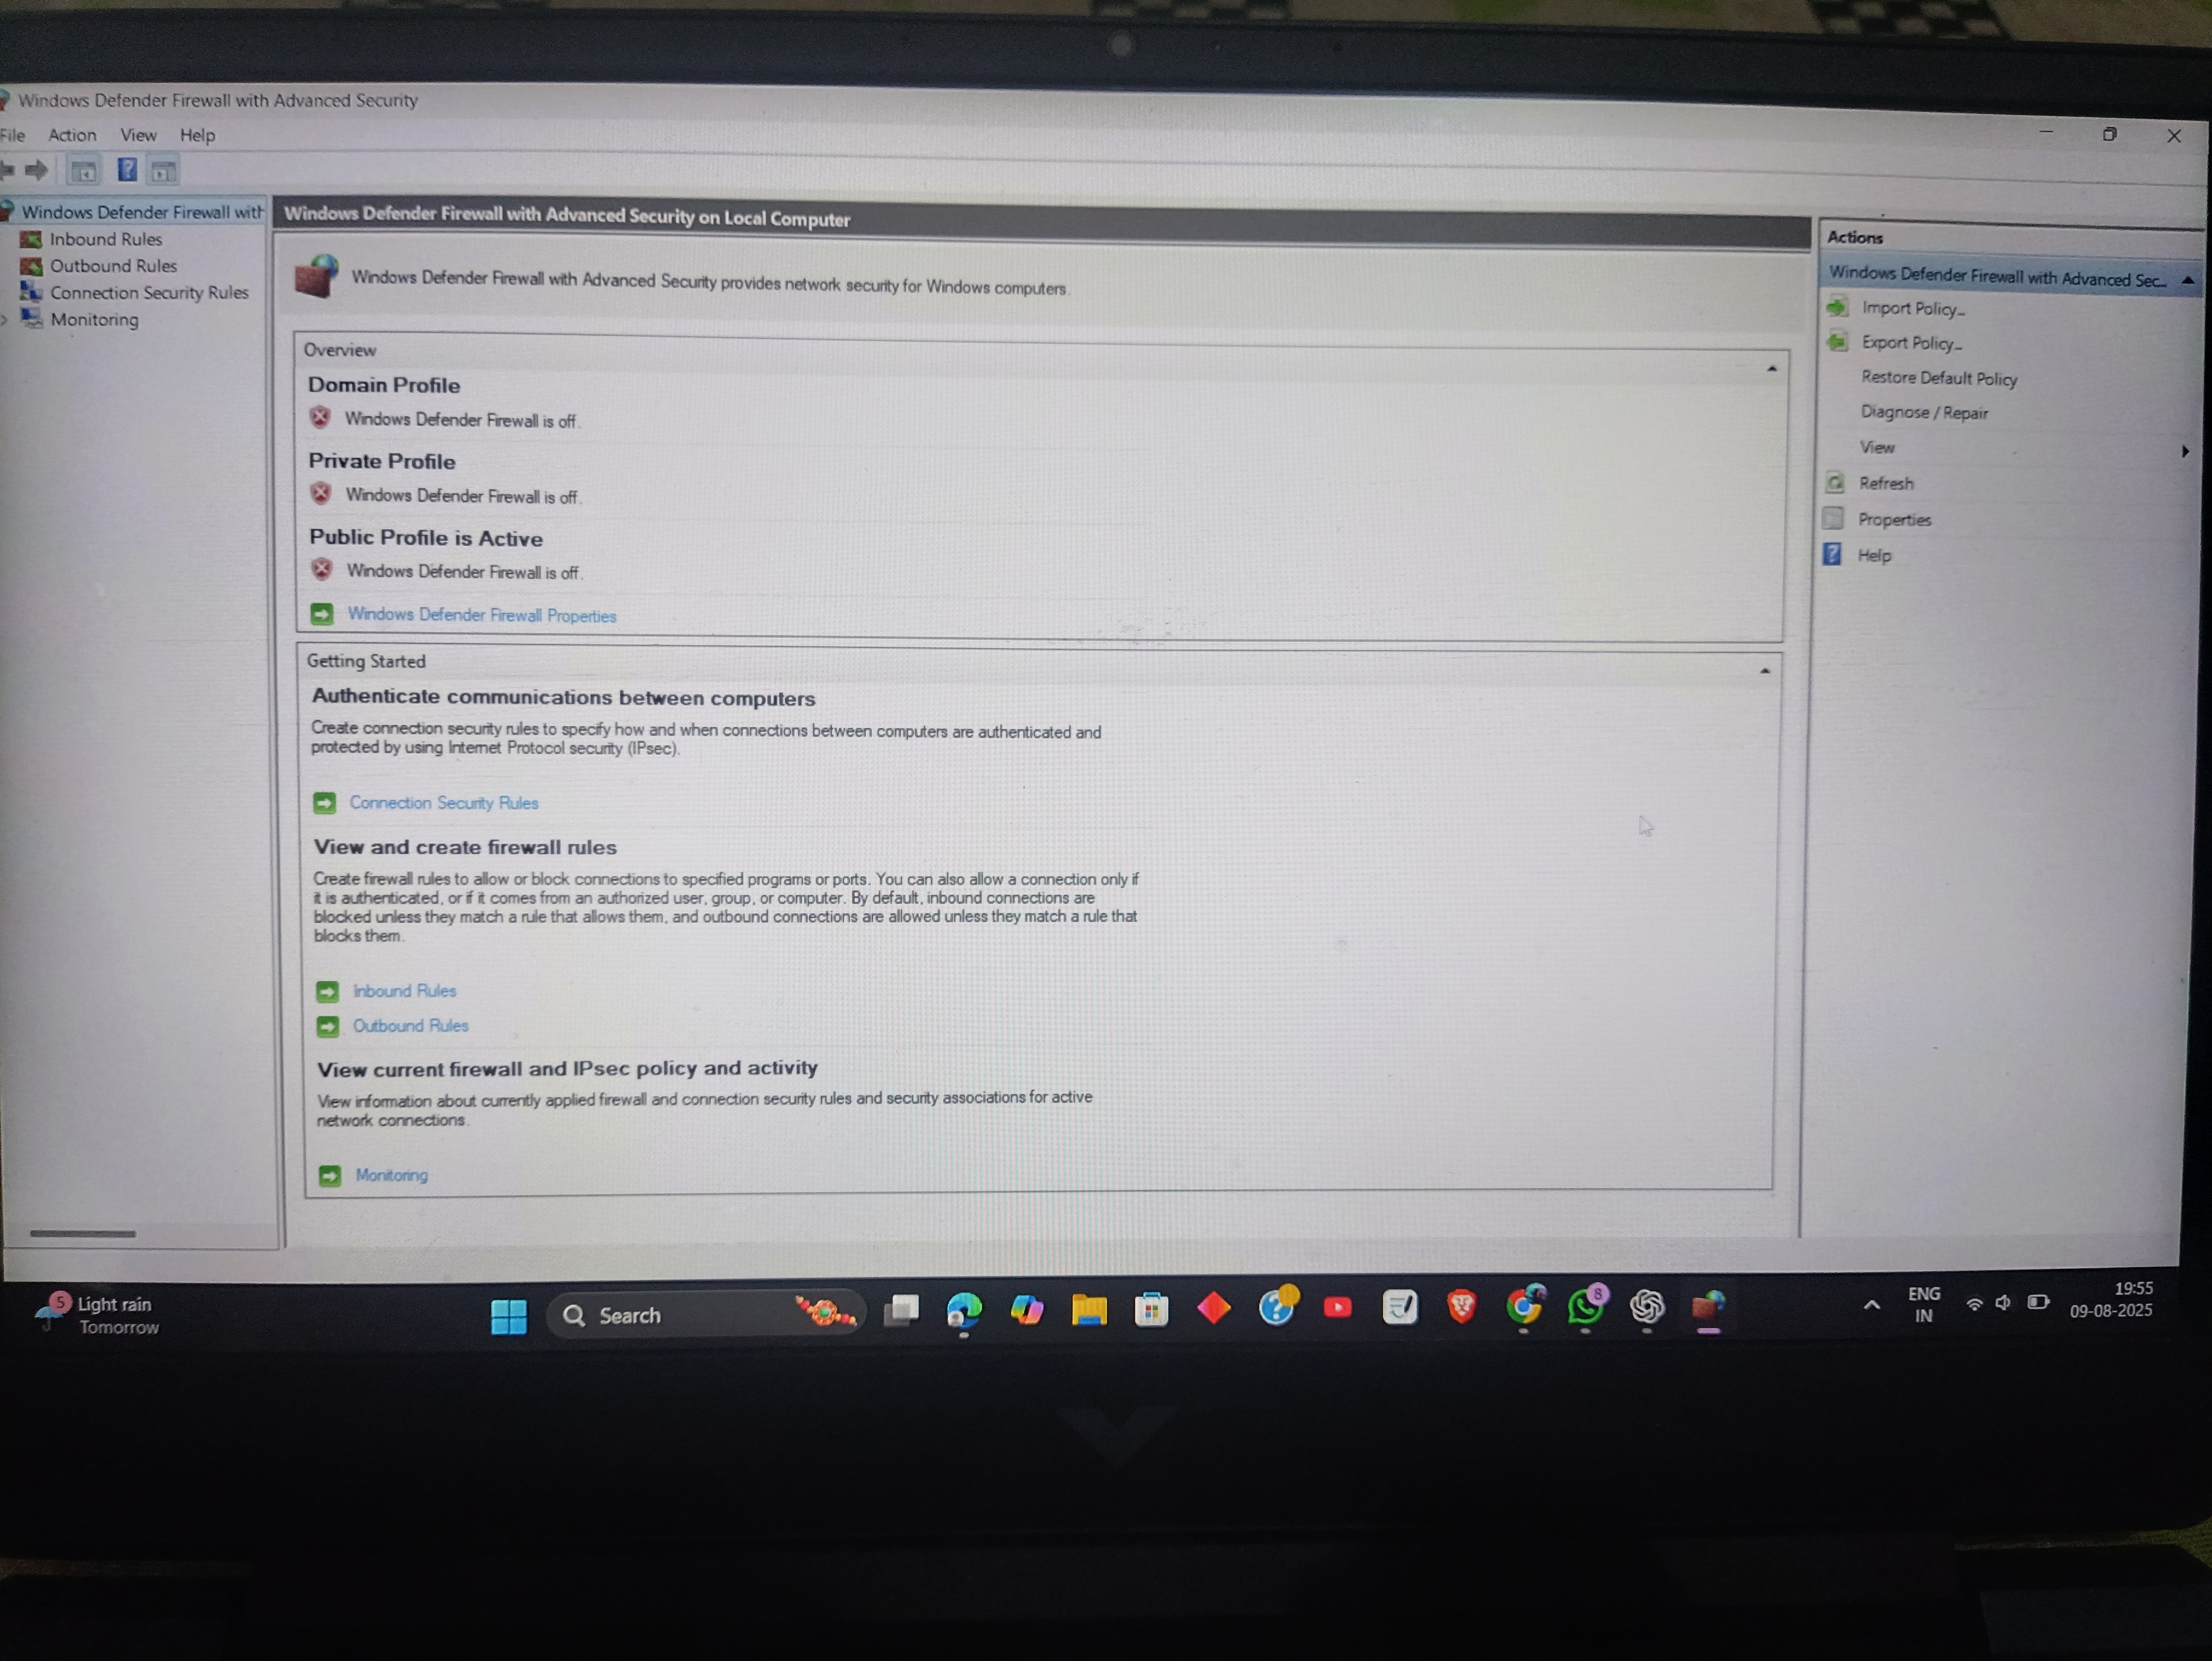 Windows Defender Firewall with Advanced Security
File Action View Help
Windows Defender Firewall with
Inbound Rules
Outbound Rules
Connection Security Rules
Monitoring
Windows Defender Firewall with Advanced Security on Local Computer
Windows Defender Firewall with Advanced Security provides network security for Windows computers.
Overview
Domain Profile
Windows Defender Firewall is off.
Private Profile
Windows Defender Firewall is off.
Public Profile is Active
Windows Defender Firewall is off.
Windows Defender Firewall Properties
Getting Started
Authenticate communications between computers
Create connection security rules to specify how and when connections between computers are authenticated and
protected by using Internet Protocol security (IPsec).
Connection Security Rules
View and create firewall rules
Create firewall rules to allow or block connections to specified programs or ports. You can also allow a connection only if
it is authenticated, or if it comes from an authorized user, group, or computer. By default, inbound connections are
blocked unless they match a rule that allows them, and outbound connections are allowed unless they match a rule that
blocks them.
Inbound Rules
Outbound Rules
View current firewall and IPsec policy and activity
View information about currently applied firewall and connection security rules and security associations for active
network connections.
Monitoring
Actions
Windows Defender Firewall with Advanced Sec...
Import Policy...
Export Policy...
Restore Default Policy
Diagnose / Repair
View
Refresh
Properties
Help
5
Light rain
Tomorrow
Search
8
ENG
IN
19:55
09-08-2025